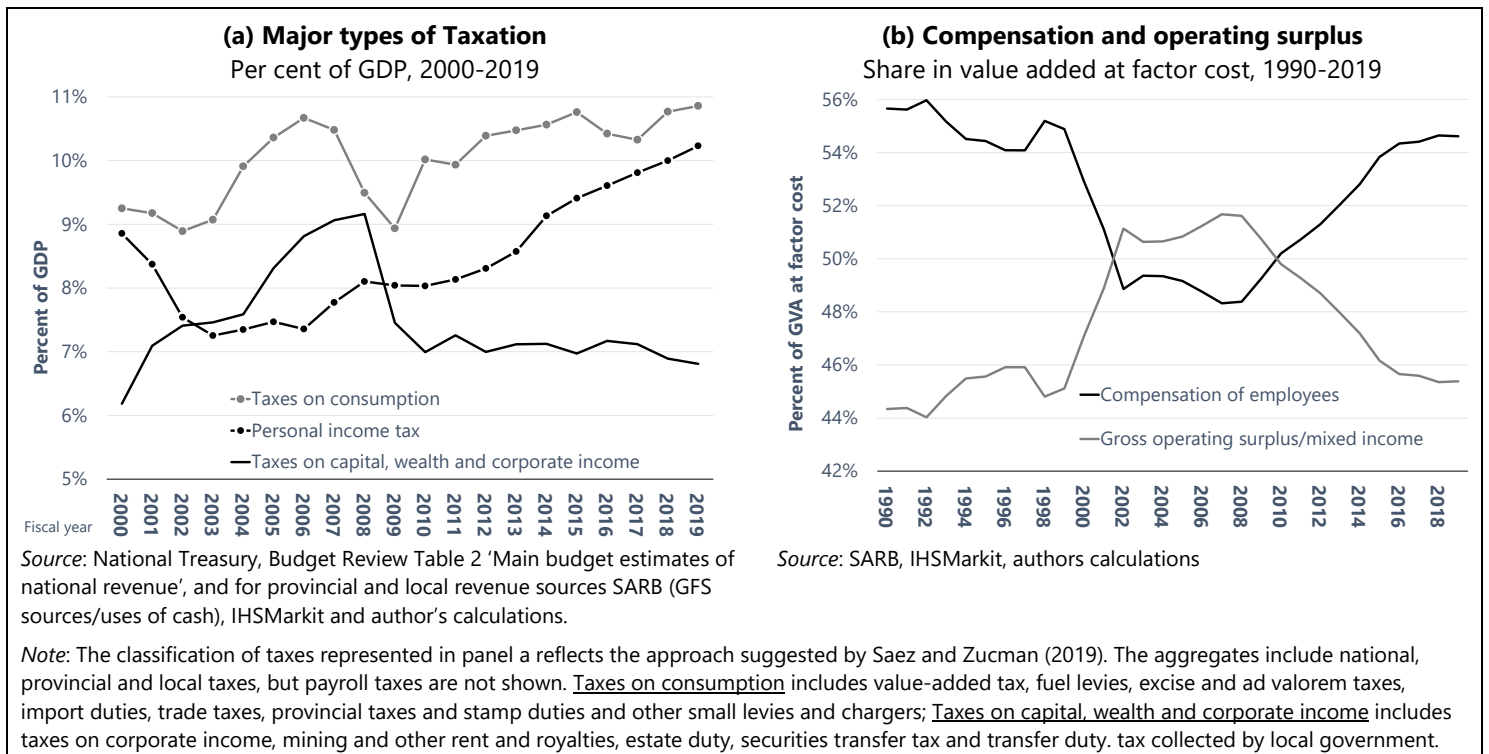 (a) Major types of Taxation
Per cent of GDP, 2000-2019
11%
10%
9%
8%
7%
6%
5%
Percent of GDP
Taxes on consumption
Personal income tax
Taxes on capital, wealth and corporate income
Fiscal year
2000
2001
2002
2003
2004
2005
2006
2007
2008
2009
2010
2011
2012
2013
2014
2015
2016
2017
2018
2019
Source: National Treasury, Budget Review Table 2 ‘Main budget estimates of
national revenue’, and for provincial and local revenue sources SARB (GFS
sources/uses of cash), IHSMarkit and author’s calculations.
(b) Compensation and operating surplus
Share in value added at factor cost, 1990-2019
56%
54%
52%
50%
48%
46%
44%
42%
Percent of GVA at factor cost
Compensation of employees
Gross operating surplus/mixed income
1990
1992
1994
1996
1998
2000
2002
2004
2006
2008
2010
2012
2014
2016
2018
Source: SARB, IHSMarkit, authors calculations
Note: The classification of taxes represented in panel a reflects the approach suggested by Saez and Zucman (2019). The aggregates include national,
provincial and local taxes, but payroll taxes are not shown. Taxes on consumption includes value-added tax, fuel levies, excise and ad valorem taxes,
import duties, trade taxes, provincial taxes and stamp duties and other small levies and chargers; Taxes on capital, wealth and corporate income includes
taxes on corporate income, mining and other rent and royalties, estate duty, securities transfer tax and transfer duty. tax collected by local government.